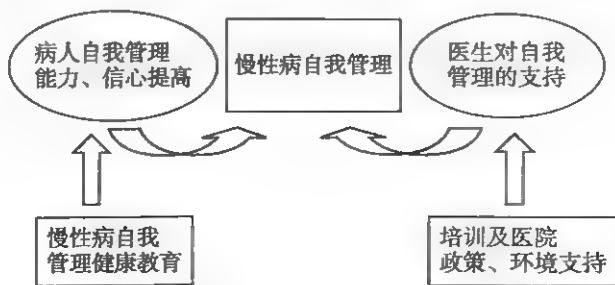 病人自我管理
能力、信心提高
慢性病自我管理
医生对自我
管理的支持
慢性病自我
管理健康教育
培训及医院
政策、环境支持